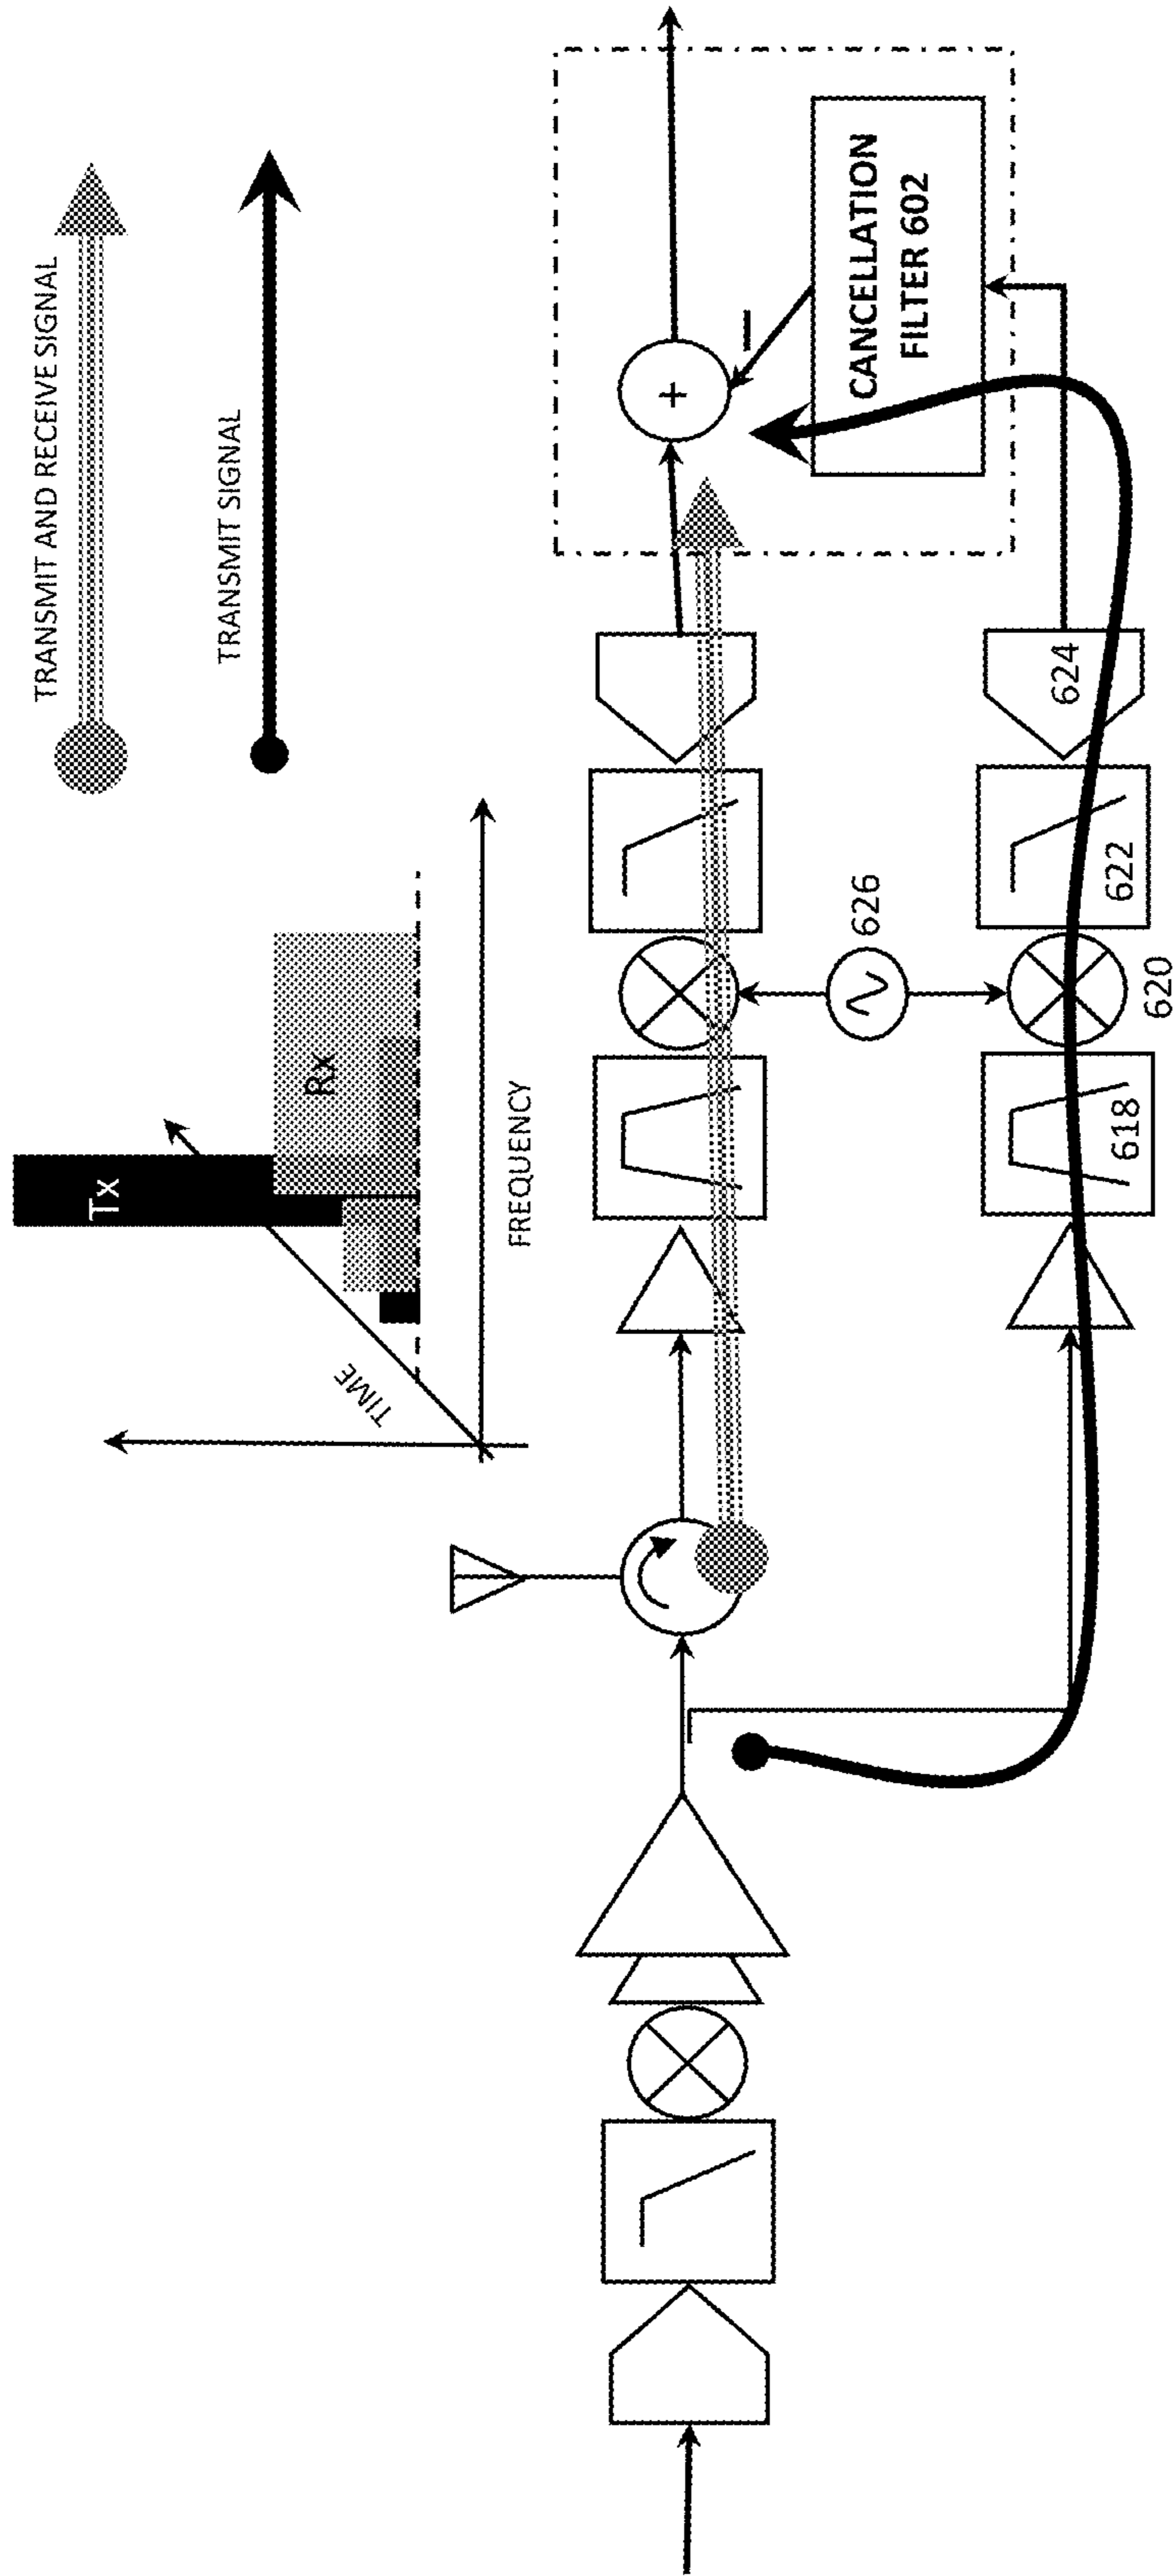 TRANSMIT AND RECEIVE SIGNAL
TRANSMIT SIGNAL
Tx
Rx
TIME
FREQUENCY
+
CANCELLATION
FILTER 602
626
618
620
622
624